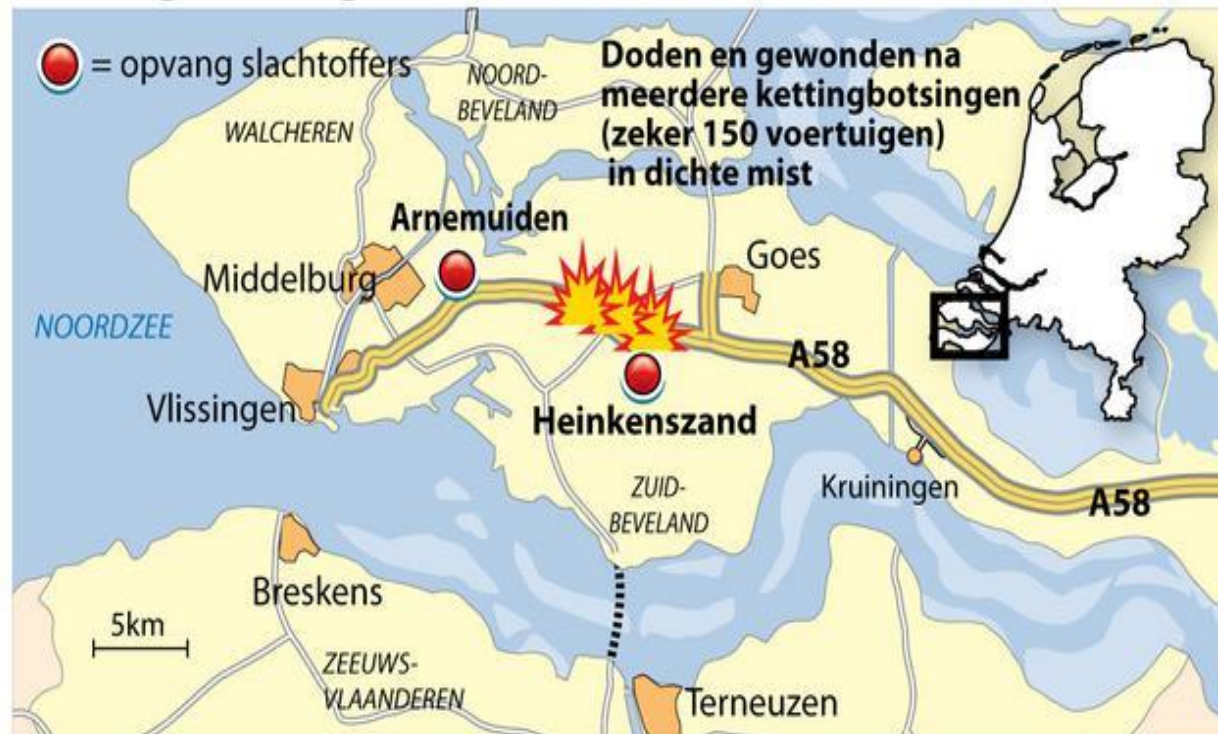 = opvang slachtoffers
Doden en gewonden na
meerdere kettingbotsingen
(zeker 150 voertuigen)
in dichte mist
NOORD-
BEVELAND
WALCHEREN
Arnemuiden
Middelburg
Goes
NOORDZEE
A58
Vlissingen
Heinkenszand
Kruiningen
ZUID-
BEVELAND
A58
Breskens
5km
ZEEUWS-
VLAANDEREN
Terneuzen